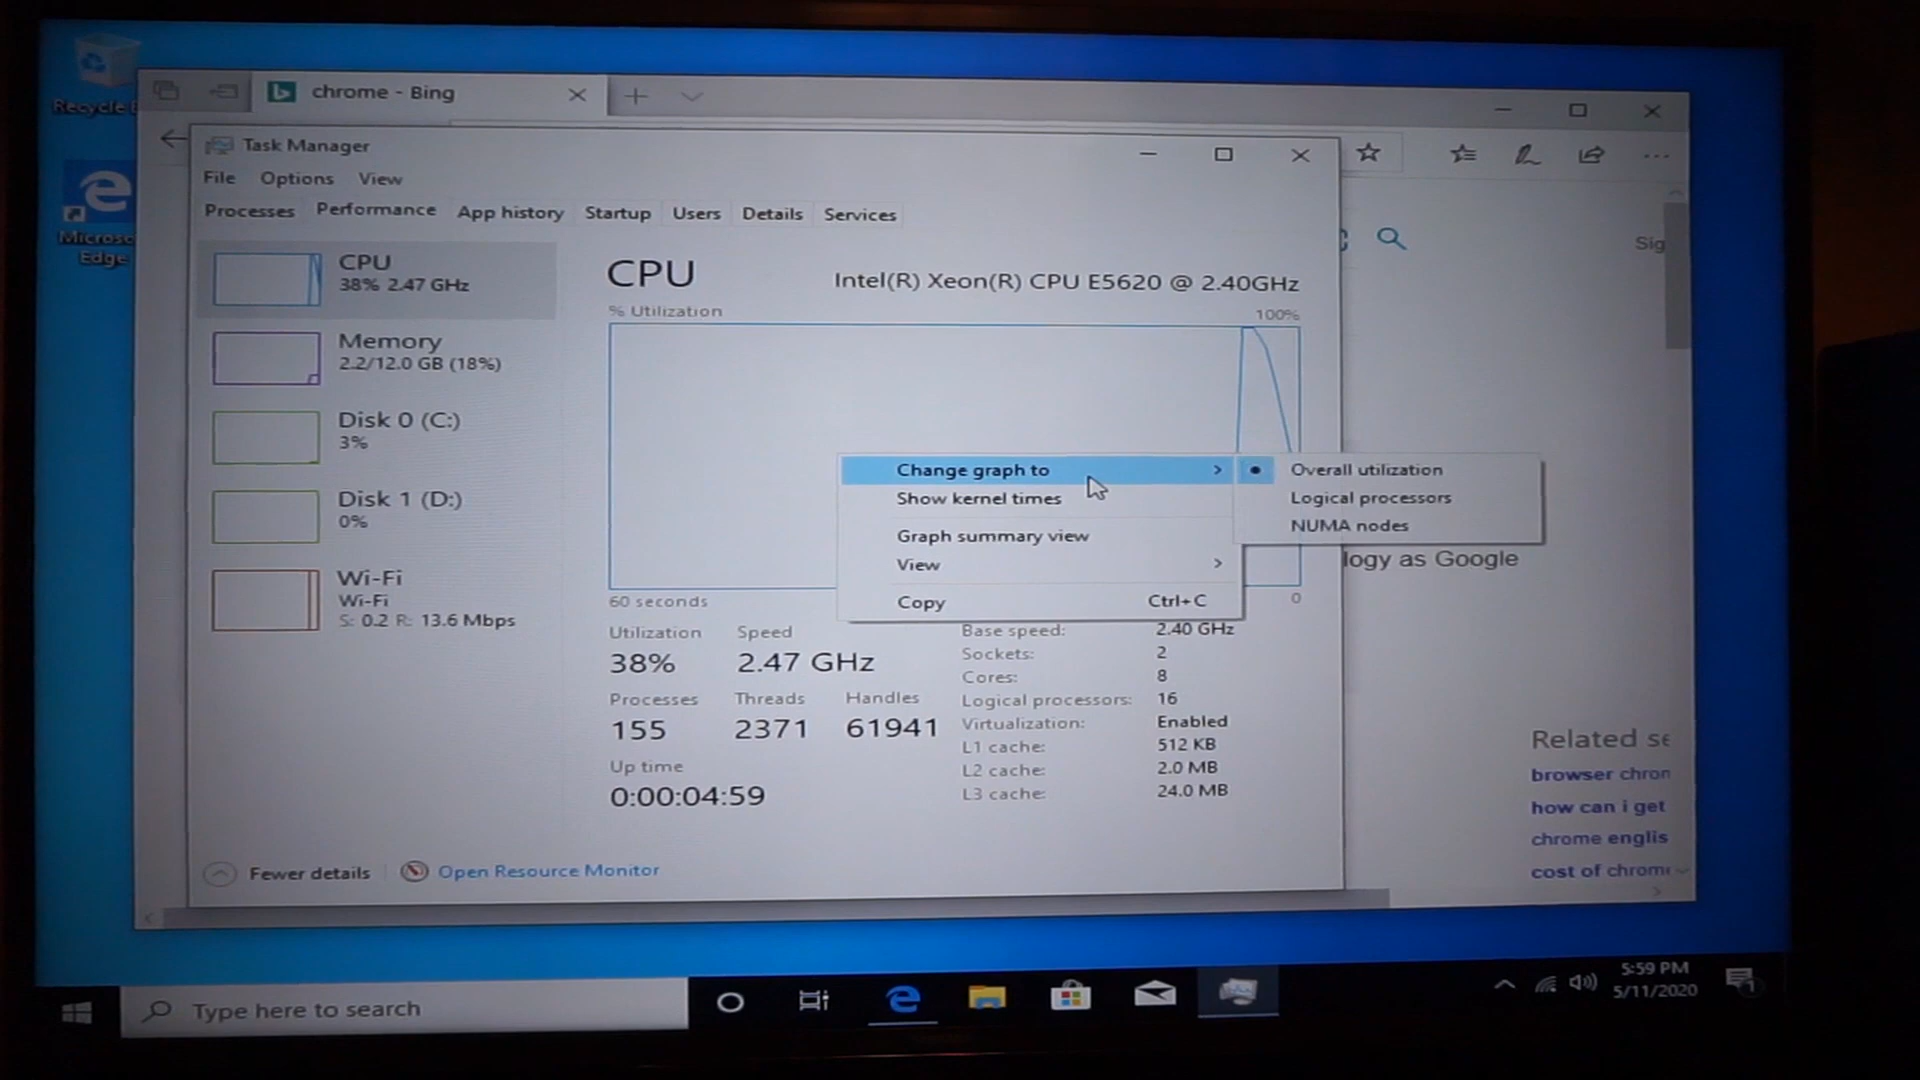 Recycle
Microso
Edge
chrome - Bing
Task Manager
File Options View
Processes Performance App history Startup Users Details Services
CPU
38% 2.47 GHz
Memory
2.2/12.0 GB (18%)
Disk 0 (C:)
3%
Disk 1 (D:)
0%
Wi-Fi
Wi-Fi
S: 0.2 R: 13.6 Mbps
CPU Intel(R) Xeon(R) CPU E5620 @ 2.40GHz
% Utilization 100%
Change graph to
Show kernel times
Graph summary view
View
Copy Ctrl+C
Overall utilization
Logical processors
NUMA nodes
60 seconds 0
Utilization Speed
38% 2.47 GHz
Processes Threads Handles
155 2371 61941
Up time
0:00:04:59
Base speed: 2.40 GHz
Sockets: 2
Cores: 8
Logical processors: 16
Virtualization: Enabled
L1 cache: 512 KB
L2 cache: 2.0 MB
L3 cache: 24.0 MB
Fewer details Open Resource Monitor
Sig
logy as Google
Related se
browser chron
how can i get
chrome englis
cost of chrom
Type here to search
5:59 PM
5/11/2020
1